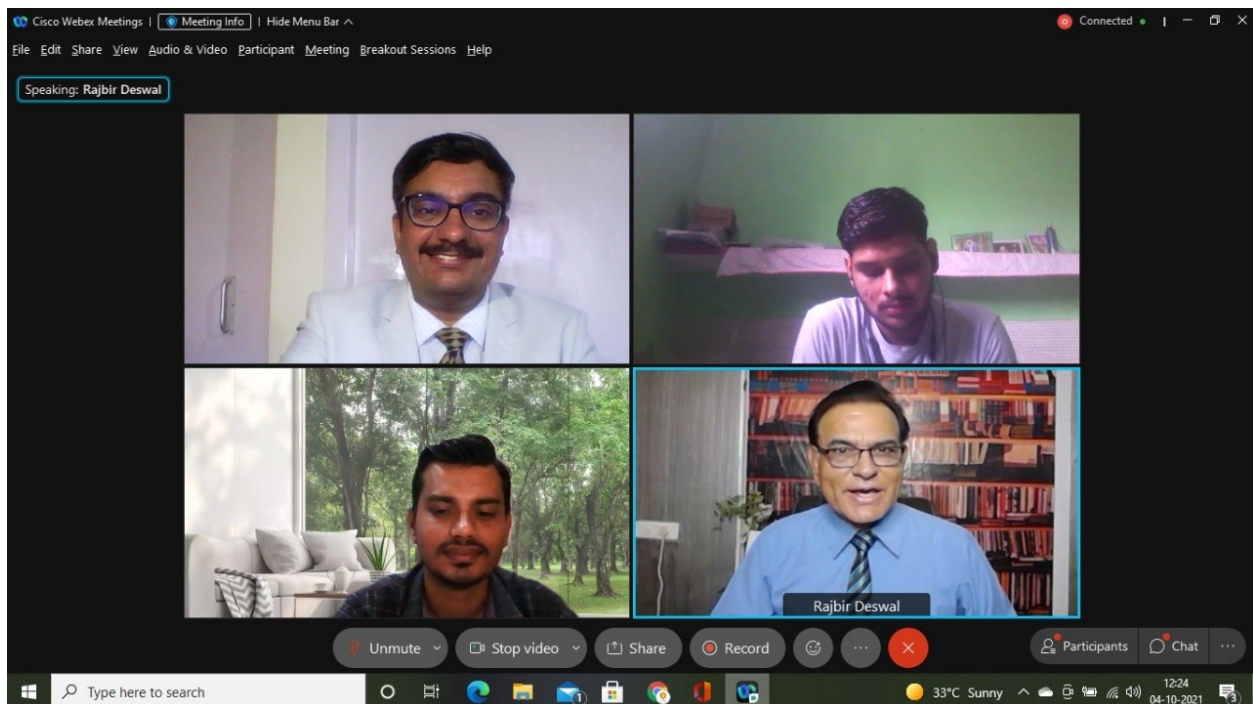 Cisco Webex Meetings | Meeting Info | Hide Menu Bar
Connected
File Edit Share View Audio & Video Participant Meeting Breakout Sessions Help
Speaking: Rajbir Deswal
Rajbir Deswal
Unmute Stop video Share Record Participants Chat
Type here to search
33°C Sunny
12:24
04-10-2021
1
3